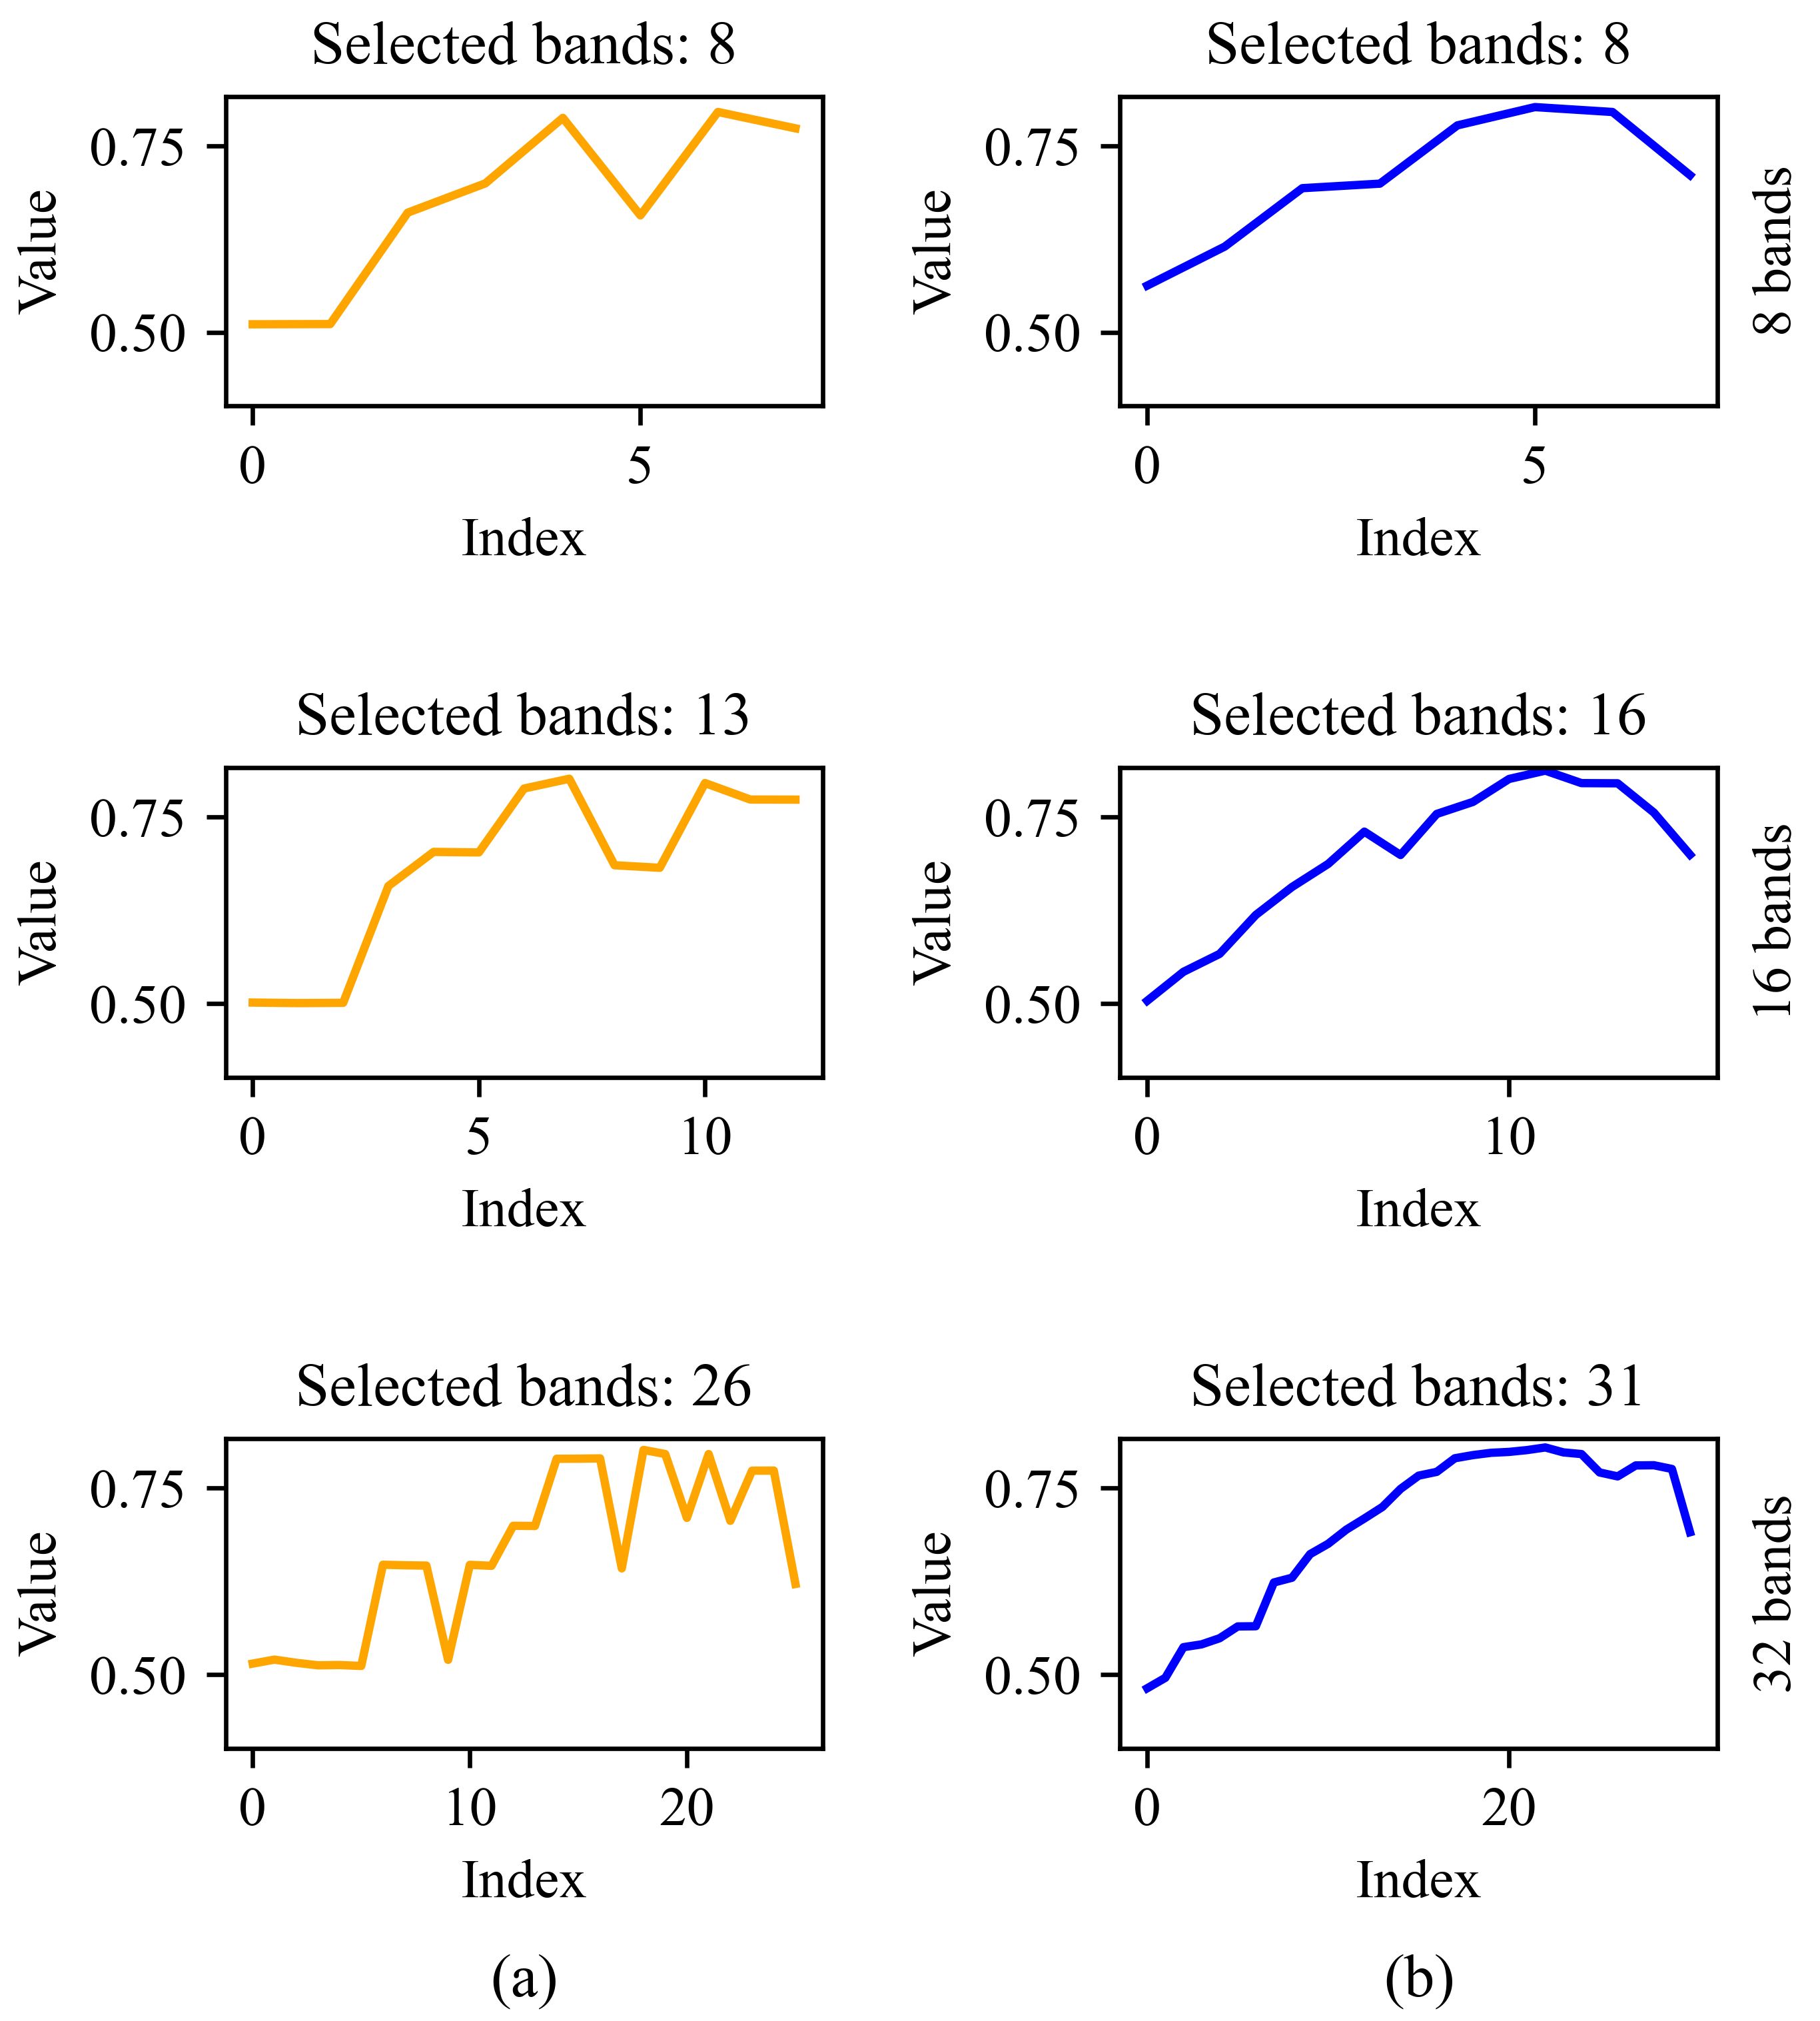 Selected bands: 8
Value
0.75
0.50
0
5
Index
Selected bands: 8
Value
0.75
0.50
0
5
Index
8 bands
Selected bands: 13
Value
0.75
0.50
0
5
10
Index
Selected bands: 16
Value
0.75
0.50
0
10
Index
16 bands
Selected bands: 26
Value
0.75
0.50
0
10
20
Index
(a)
Selected bands: 31
Value
0.75
0.50
0
20
Index
32 bands
(b)